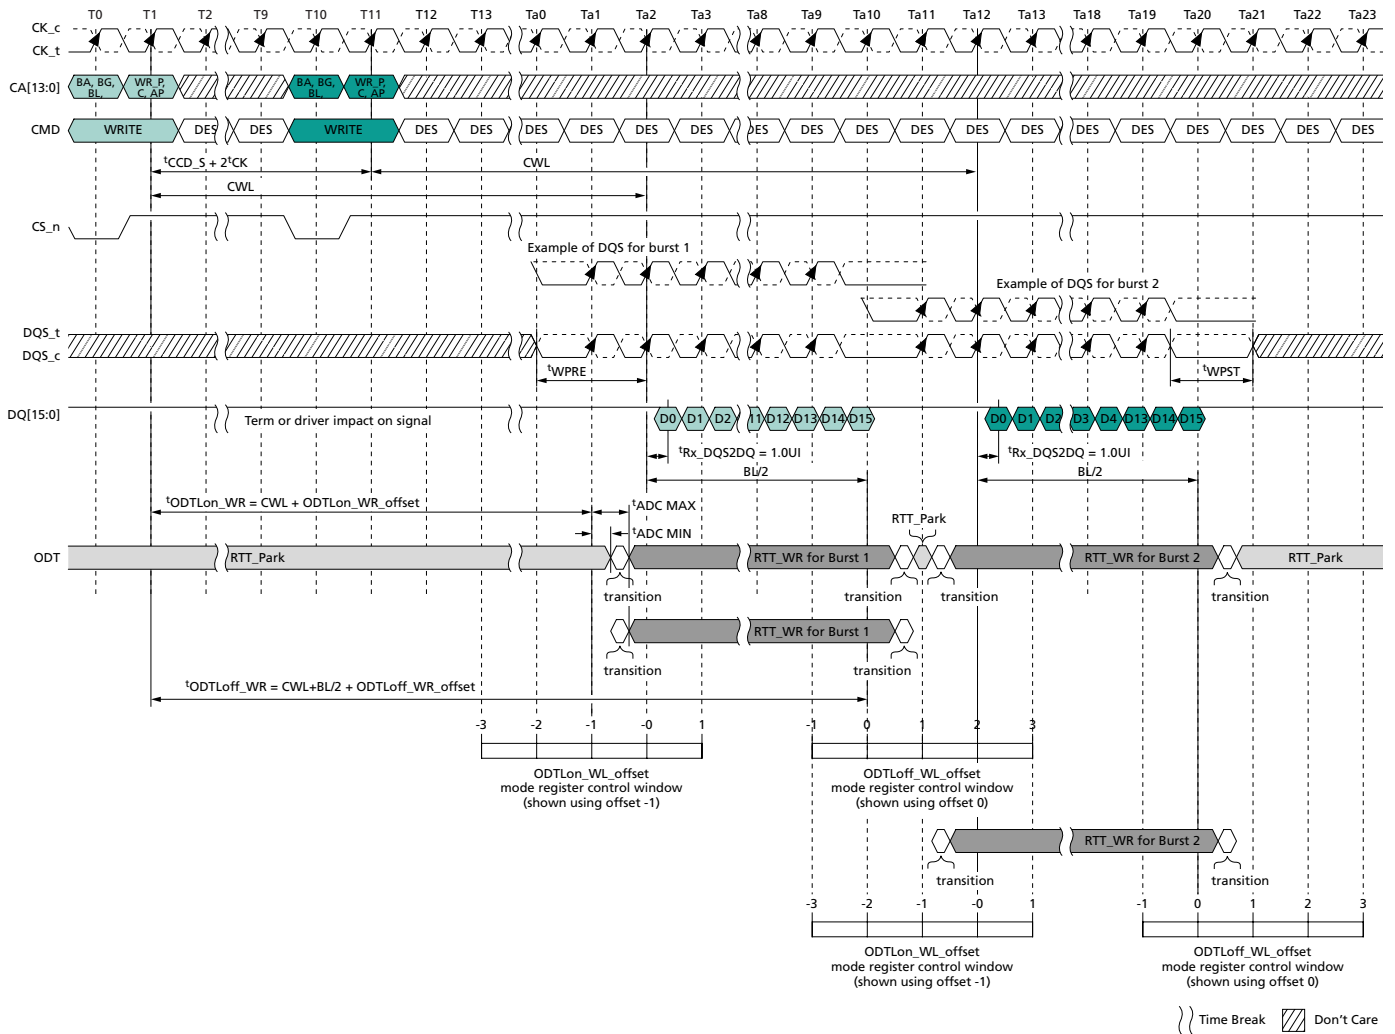 T0 T1 T2 T9 T10 T11 T12 T13 Ta0 Ta1 Ta2 Ta3 Ta8 Ta9 Ta10 Ta11 Ta12 Ta13 Ta18 Ta19 Ta20 Ta21 Ta22 Ta23
CK_c
CK_t
CA[13:0]
BA, BG, BL,
WR_P, C, AP
BA, BG, BL,
WR_P, C, AP
CMD WRITE DES DES WRITE DES DES DES DES DES DES DES DES DES DES DES DES DES DES DES DES DES DES
tCCD_S + 2tCK CWL
CWL
CS_n
Example of DQS for burst 1
Example of DQS for burst 2
DQS_t
DQS_c
tWPRE tWPST
DQ[15:0] Term or driver impact on signal D0 D1 D2 11 D12 D13 D14 D15 D0 D1 D2 D3 D4 D13 D14 D15
tRx_DQS2DQ = 1.0UI tRx_DQS2DQ = 1.0UI
BL/2 BL/2
tODTLon_WR = CWL + ODTLon_WR_offset tADC MAX
RTT_Park
tADC MIN
ODT RTT_Park RTT_WR for Burst 1 RTT_WR for Burst 2 RTT_Park
transition transition transition transition
RTT_WR for Burst 1
transition transition
tODTLoff_WR = CWL+BL/2 + ODTLoff_WR_offset
-3 -2 -1 -0 1 -1 0 1 2 3
ODTLon_WL_offset
mode register control window
(shown using offset -1)
ODTLoff_WL_offset
mode register control window
(shown using offset 0)
RTT_WR for Burst 2
transition transition
-3 -2 -1 -0 1 -1 0 1 2 3
ODTLon_WL_offset
mode register control window
(shown using offset -1)
ODTLoff_WL_offset
mode register control window
(shown using offset 0)
Time Break Don't Care